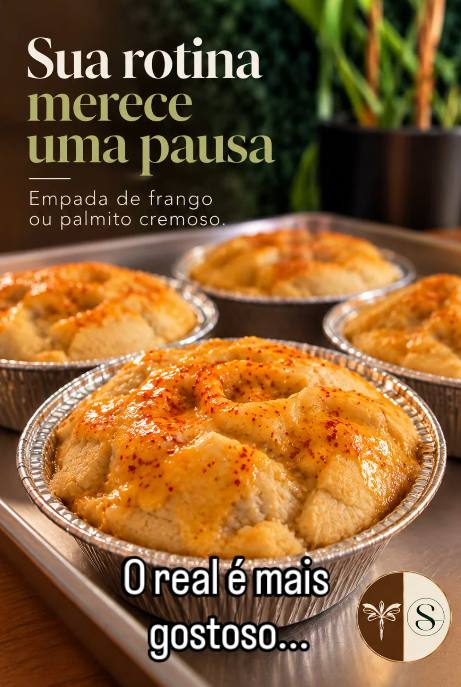 Sua rotina
merece
uma pausa
Empada de frango
ou palmito cremoso.
O real é mais
gostoso...